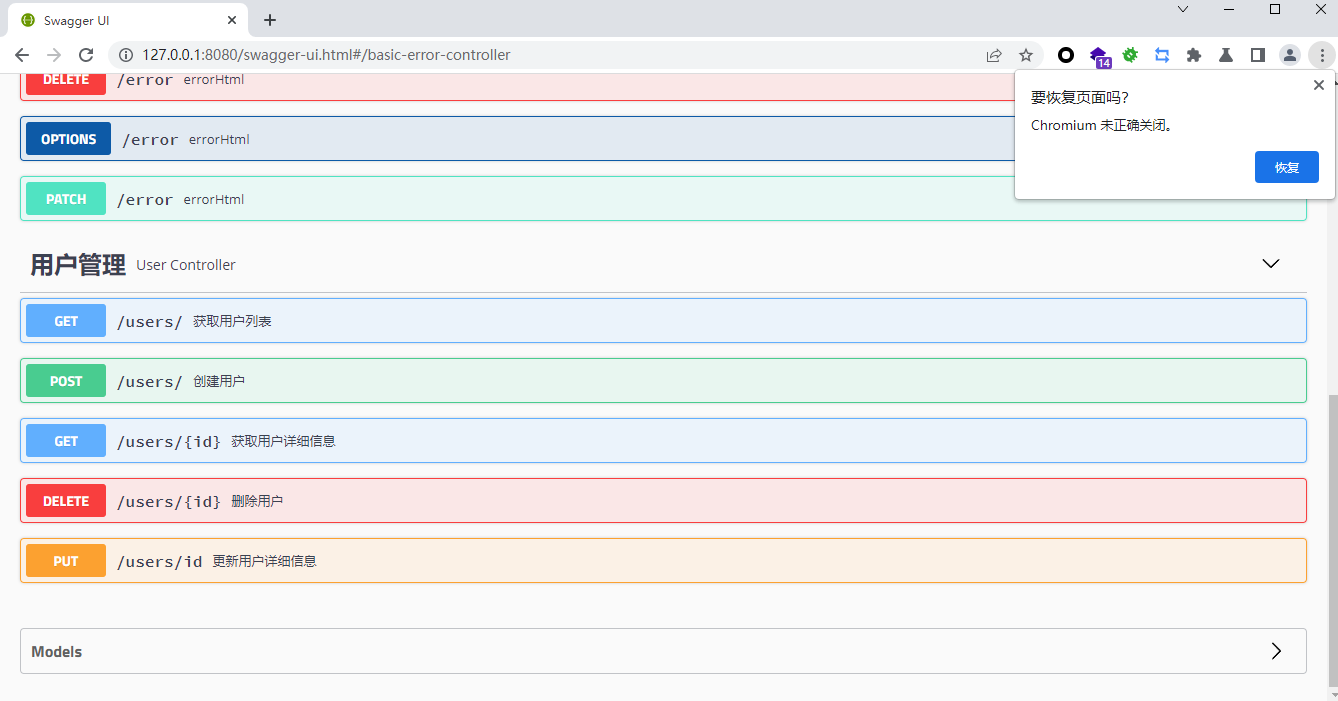 Swagger UI
127.0.0.1:8080/swagger-ui.html#/basic-error-controller
14
要恢复页面吗?
Chromium 未正确关闭。
恢复
DELETE /error errorHtml
OPTIONS /error errorHtml
PATCH /error errorHtml
用户管理 User Controller
GET /users/ 获取用户列表
POST /users/ 创建用户
GET /users/{id} 获取用户详细信息
DELETE /users/{id} 删除用户
PUT /users/id 更新用户详细信息
Models